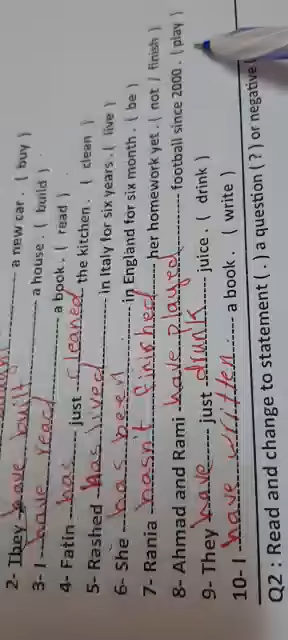 a new car. ( buy )
2- They have built a house. ( build )
3- I have read a book. ( read )
4- Fatin has just cleaned the kitchen. ( clean )
5- Rashed has lived in Italy for six years. ( live )
6- She has been in England for six month. ( be )
7- Rania hasn't finished her homework yet. ( not / finish )
8- Ahmad and Rami have played football since 2000. ( play )
9- They have just drunk juice. ( drink )
10- I have written a book. ( write )
Q2 : Read and change to statement ( . ) a question ( ? ) or negative (